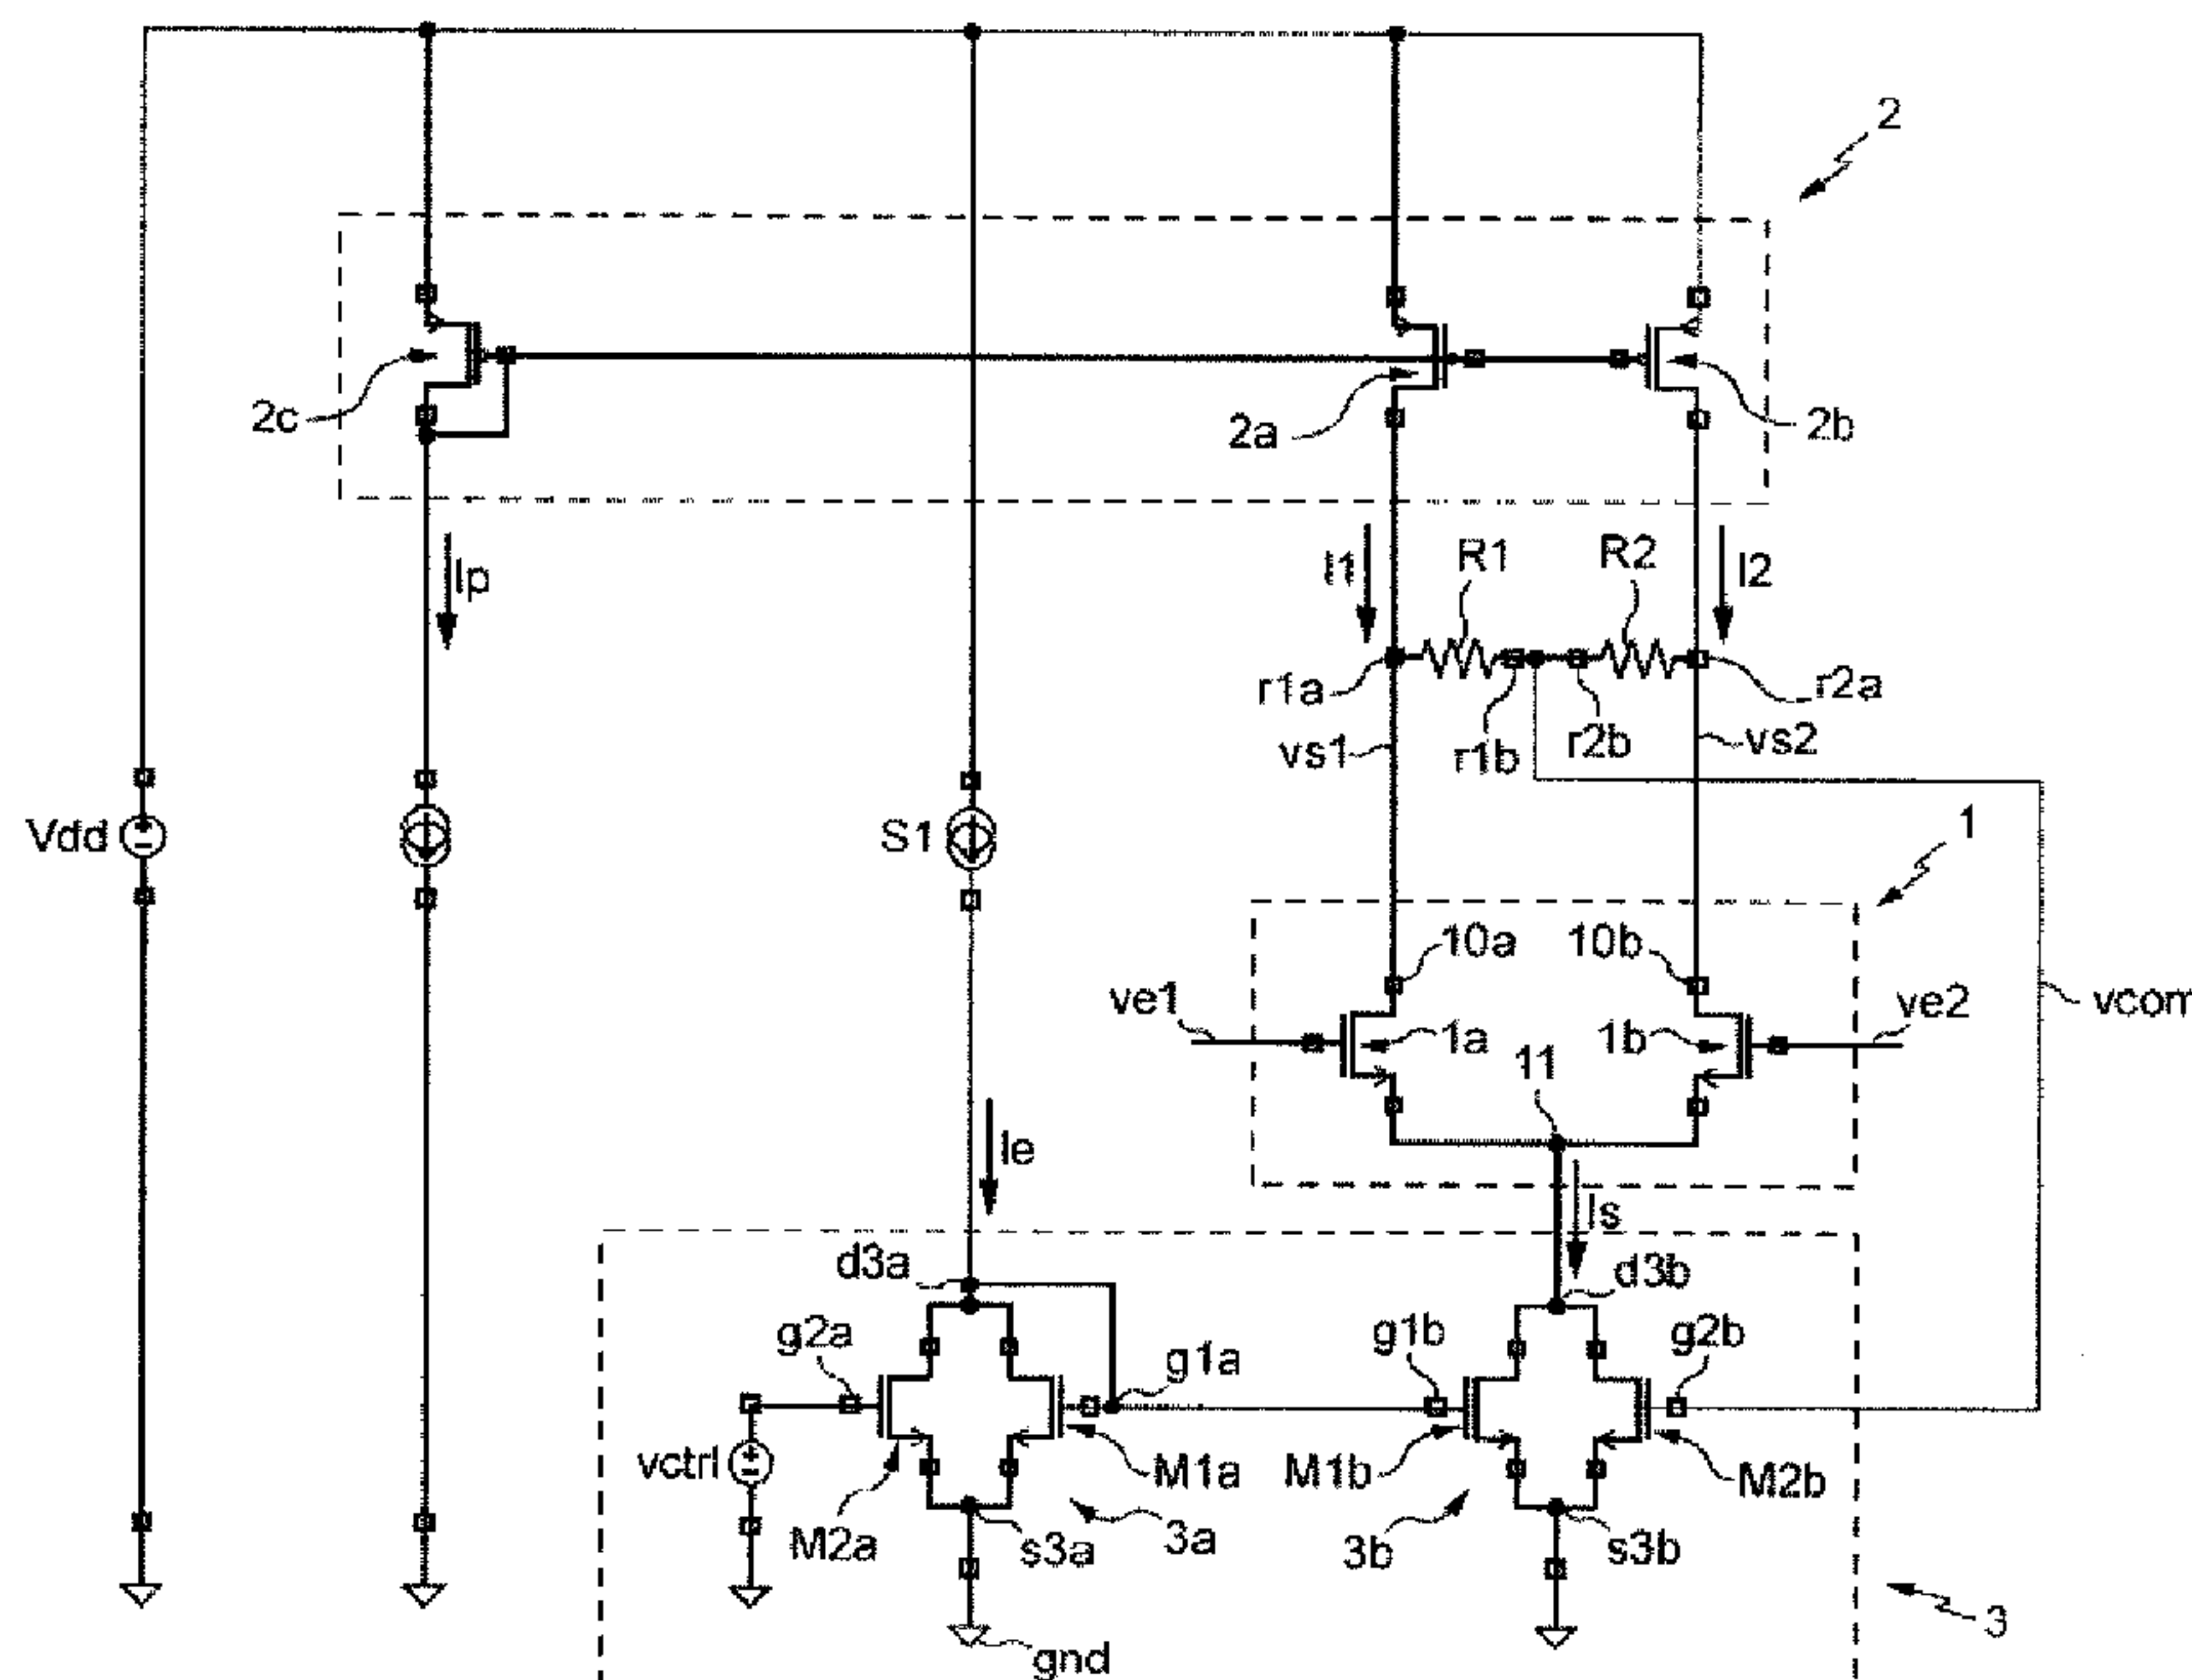 2
2c
2a
2b
Ip
I1
R1
R2
I2
r1a
r1b
r2b
r2a
vs1
vs2
Vdd
S1
1
10a
10b
ve1
1a
1b
ve2
vcom
11
Ie
Is
d3a
d3b
g2a
g1a
g1b
g2b
vctrl
M2a
M1a
M1b
M2b
s3a
3a
3b
s3b
gnd
3